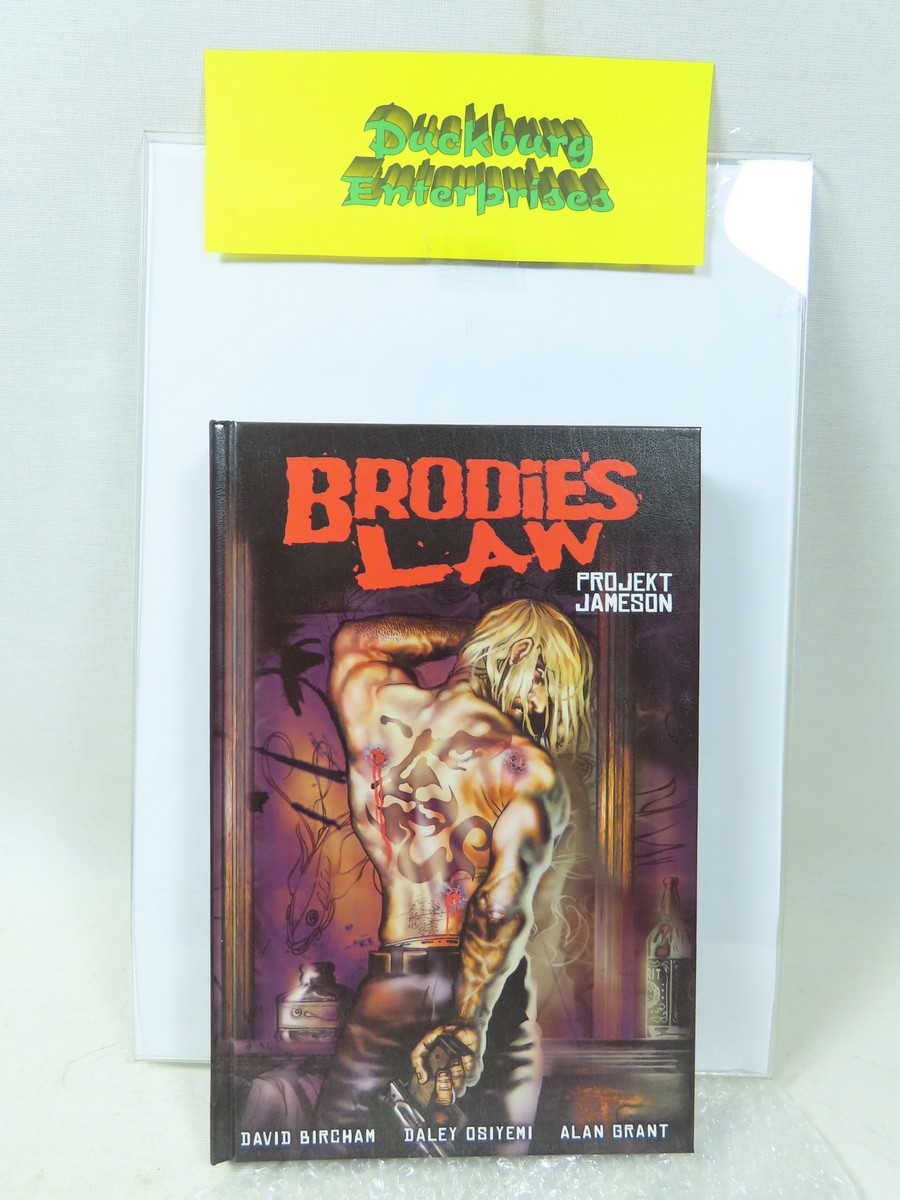 Duckburg
Enterprises
BRODIE'S
LAW
PROJEKT
JAMESON
DAVID BIRCHAM DALEY OSIYEMI ALAN GRANT